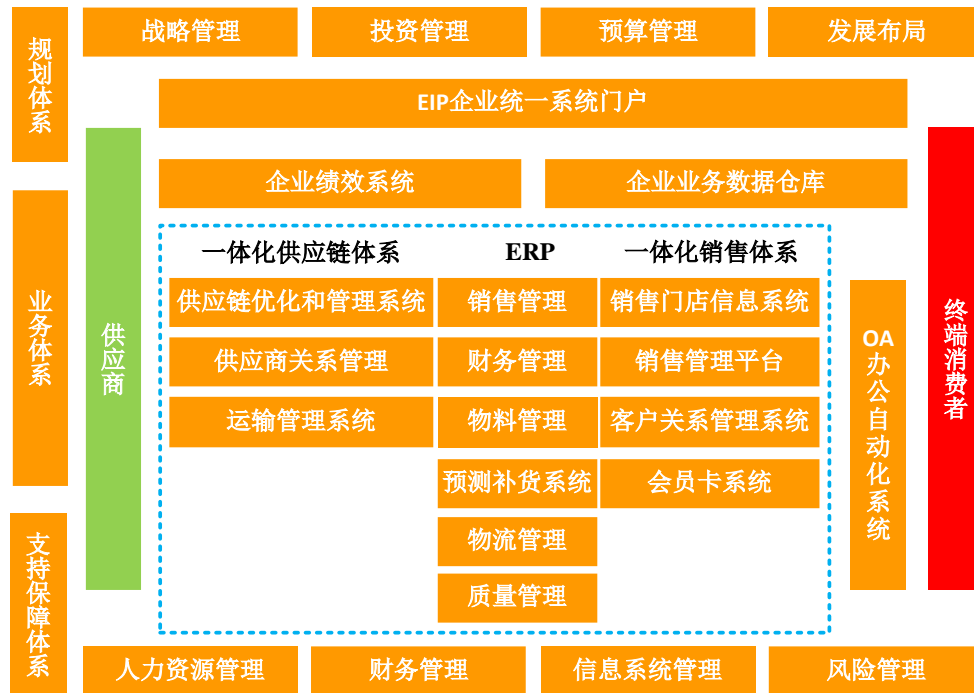 规划体系
战略管理
投资管理
预算管理
发展布局
EIP企业统一系统门户
企业绩效系统
企业业务数据仓库
业务体系
供应商
一体化供应链体系
ERP
一体化销售体系
供应链优化和管理系统
销售管理
销售门店信息系统
供应商关系管理
财务管理
销售管理平台
运输管理系统
物料管理
客户关系管理系统
预测补货系统
会员卡系统
物流管理
质量管理
OA办公自动化系统
终端消费者
支持保障体系
人力资源管理
财务管理
信息系统管理
风险管理